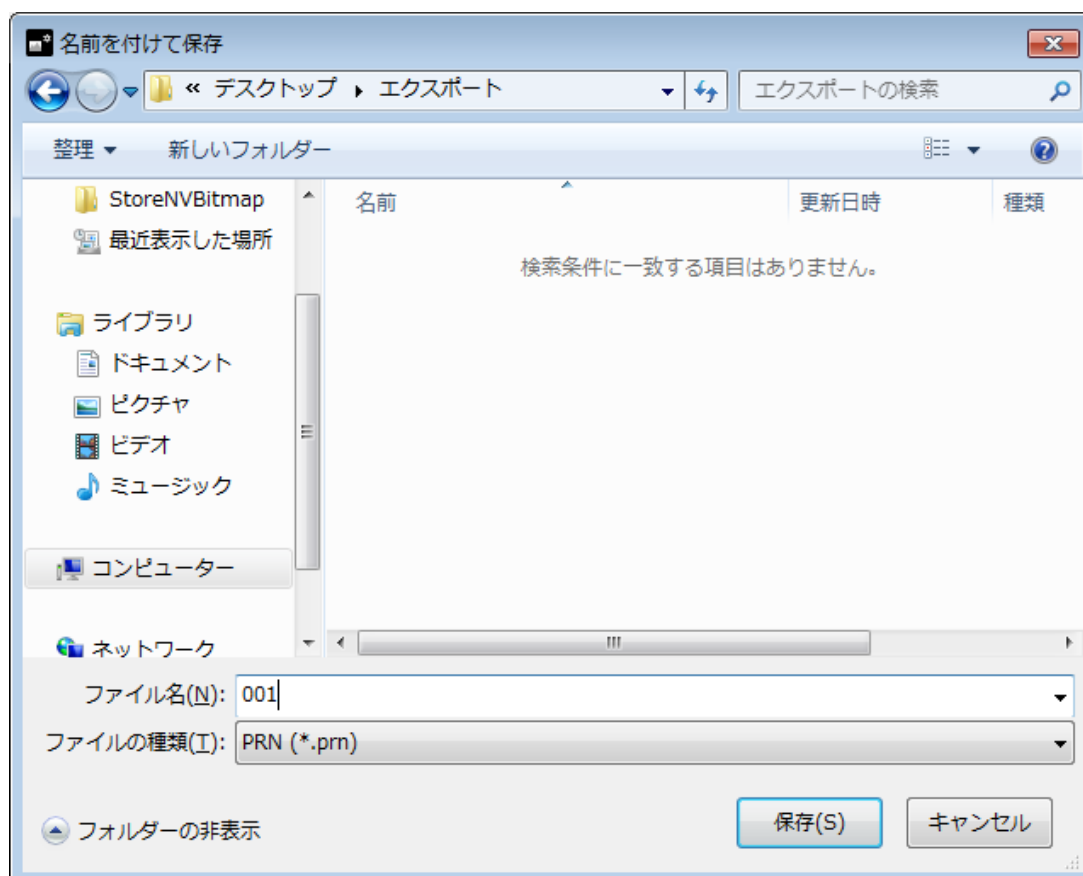 名前を付けて保存
« デスクトップ ▸ エクスポート
エクスポートの検索
整理 ▼ 新しいフォルダー
StoreNVBitmap
最近表示した場所
ライブラリ
ドキュメント
ピクチャ
ビデオ
ミュージック
コンピューター
ネットワーク
名前 更新日時 種類
検索条件に一致する項目はありません。
ファイル名(N): 001
ファイルの種類(T): PRN (*.prn)
フォルダーの非表示
保存(S) キャンセル